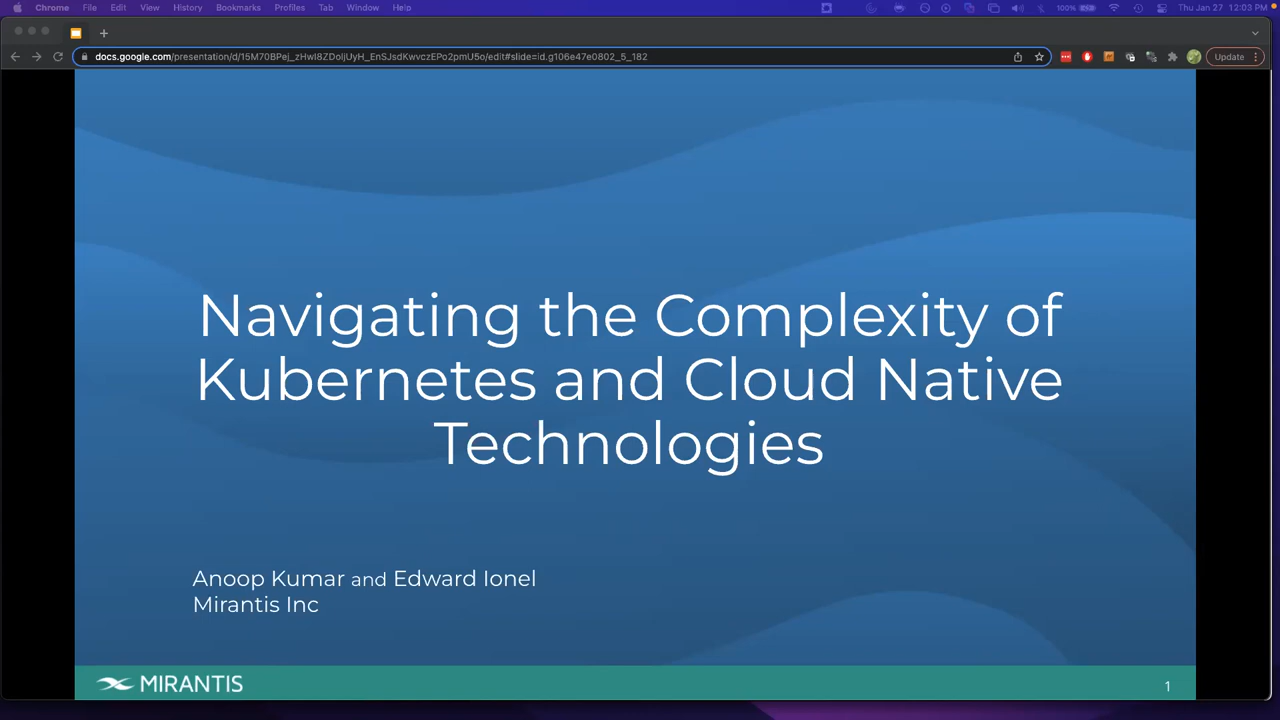 Chrome File Edit View History Bookmarks Profiles Tab Window Help 100% Thu Jan 27 12:03 PM
docs.google.com/presentation/d/15M70BPej_zHwI8ZDoljUyH_EnSJsdKwvczEPo2pmU5o/edit#slide=id.g106e47e0802_5_182 Update
Navigating the Complexity of
Kubernetes and Cloud Native
Technologies
Anoop Kumar and Edward Ionel
Mirantis Inc
MIRANTIS
1